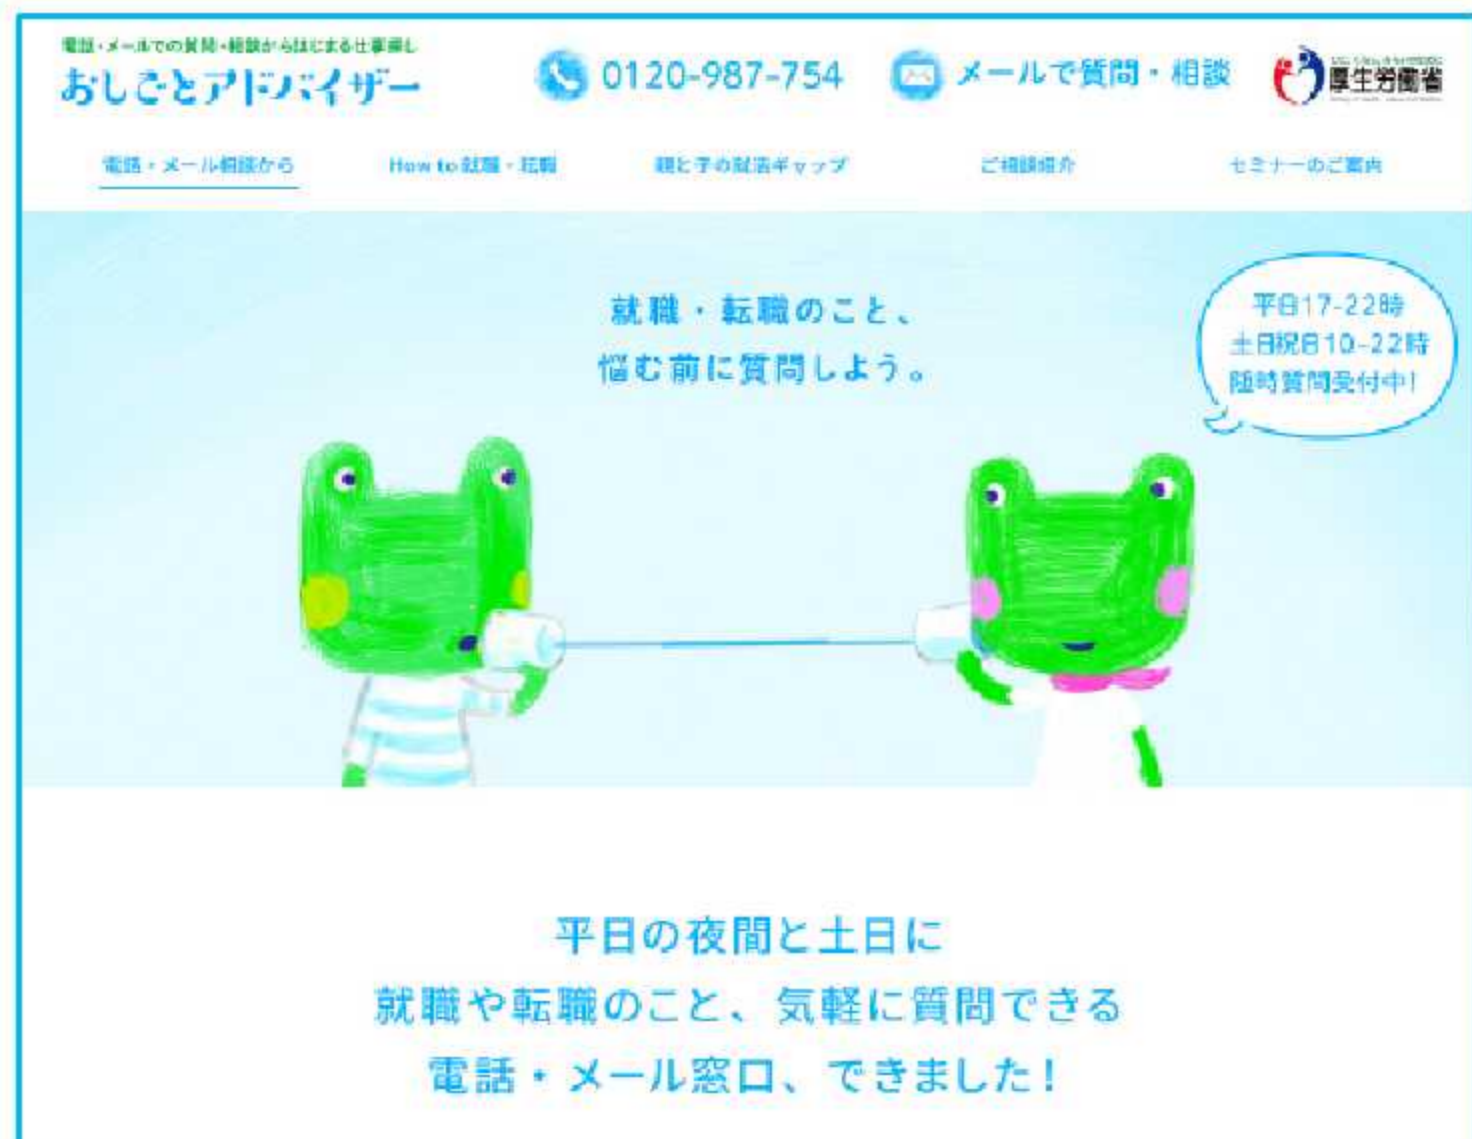 電話・メールでの質問・相談からはじまる仕事探し
おしごとアドバイザー
0120-987-754
メールで質問・相談
厚生労働省
電話・メール相談から
How to 就職・転職
親と子の就活ギャップ
ご相談紹介
セミナーのご案内
就職・転職のこと、
悩む前に質問しよう。
平日17-22時
土日祝日10-22時
随時質問受付中!
平日の夜間と土日に
就職や転職のこと、気軽に質問できる
電話・メール窓口、できました!